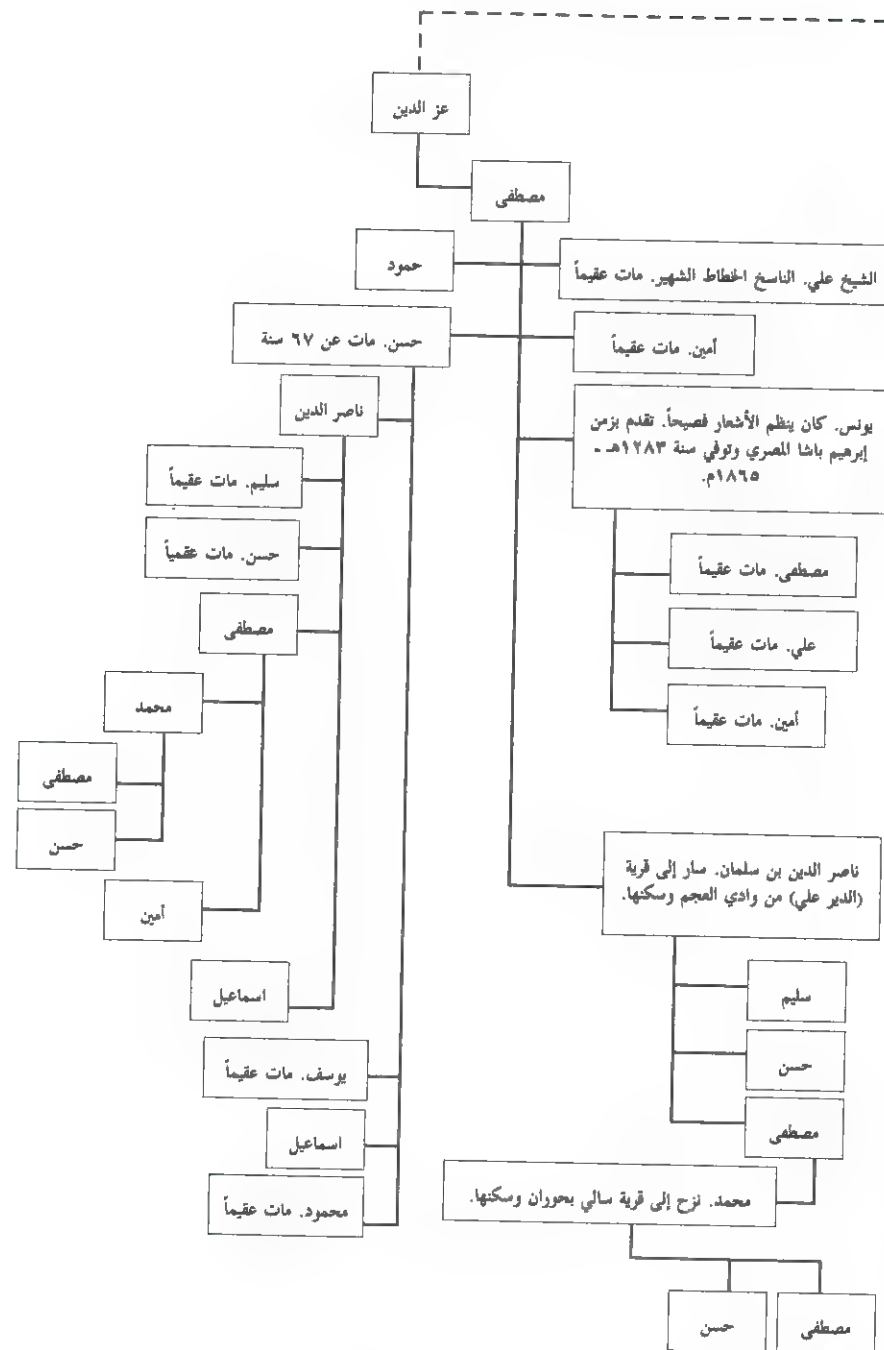 عز الدين
مصطفى
الشيخ علي. الناسخ الخطاط الشهير. مات عقيماً
حمود
أمين. مات عقيماً
حسن. مات عن ٦٧ سنة
يونس. كان ينظم الأشعار فصيحاً. تقدم بزمن
إبرهيم باشا المصري وتوفي سنة ١٢٨٣هـ ـ
١٨٦٥م.
مصطفى. مات عقيماً
علي. مات عقيماً
أمين. مات عقيماً
ناصر الدين
سليم. مات عقيماً
حسن. مات عقمياً
مصطفى
محمد
مصطفى
حسن
أمين
اسماعيل
يوسف. مات عقيماً
اسماعيل
محمود. مات عقيماً
ناصر الدين بن سلمان. سار إلى قرية
(الدير علي) من وادي العجم وسكنها.
سليم
حسن
مصطفى
محمد. نزح إلى قرية سالي بحوران وسكنها.
مصطفى
حسن